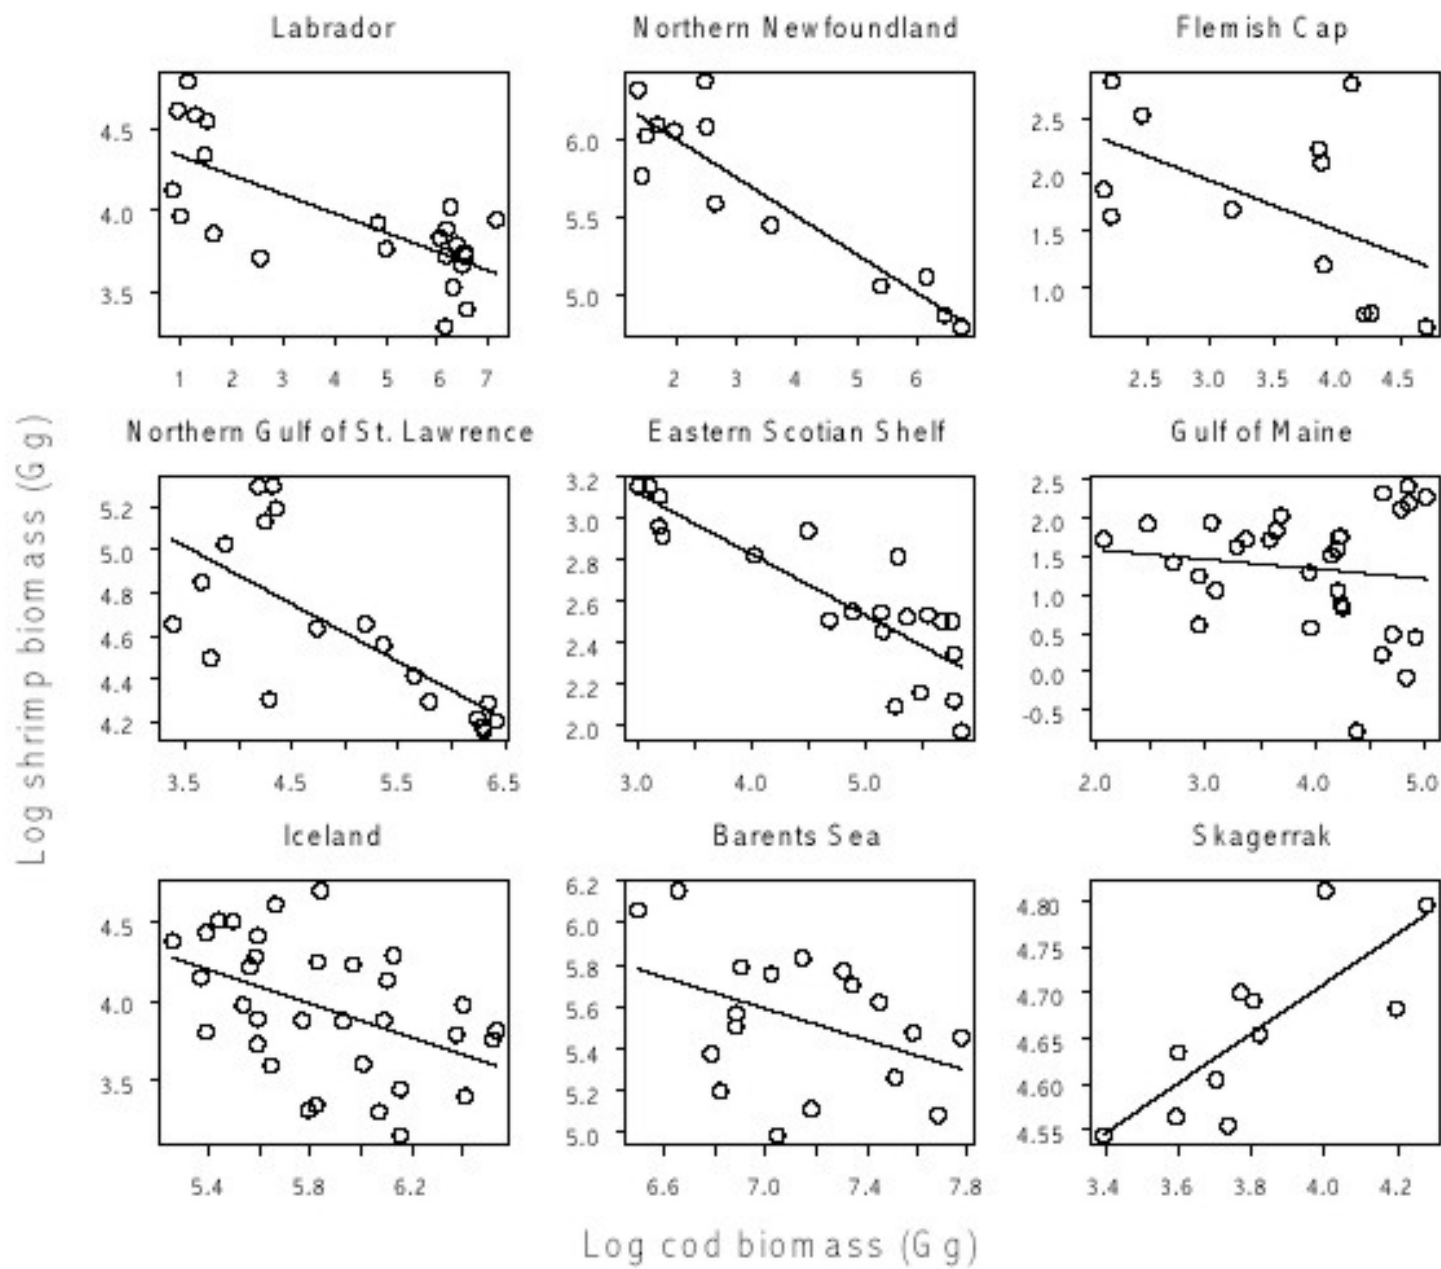 Labrador
Northern Newfoundland
Flemish Cap
4.5
4.0
3.5
1 2 3 4 5 6 7
6.0
5.5
5.0
2 3 4 5 6
2.5
2.0
1.5
1.0
2.5 3.0 3.5 4.0 4.5
Northern Gulf of St. Lawrence
Eastern Scotian Shelf
Gulf of Maine
5.2
5.0
4.8
4.6
4.4
4.2
3.5 4.5 5.5 6.5
3.2
3.0
2.8
2.6
2.4
2.2
2.0
3.0 4.0 5.0
2.5
2.0
1.5
1.0
0.5
0.0
-0.5
2.0 3.0 4.0 5.0
Iceland
Barents Sea
Skagerrak
4.5
4.0
3.5
5.4 5.8 6.2
6.2
6.0
5.8
5.6
5.4
5.2
5.0
6.6 7.0 7.4 7.8
4.80
4.75
4.70
4.65
4.60
4.55
3.4 3.6 3.8 4.0 4.2
Log shrimp biomass (Gg)
Log cod biomass (Gg)